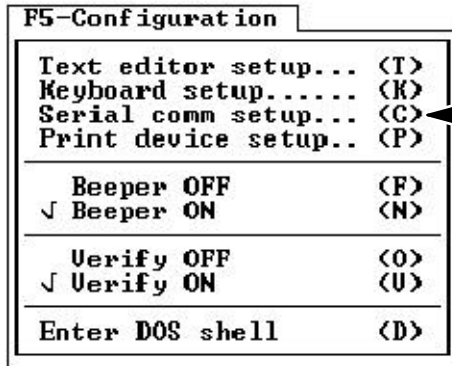 F5-Configuration
Text editor setup... <T>
Keyboard setup...... <K>
Serial comm setup... <C>
Print device setup.. <P>
Beeper OFF <F>
√ Beeper ON <N>
Verify OFF <O>
√ Verify ON <V>
Enter DOS shell <D>